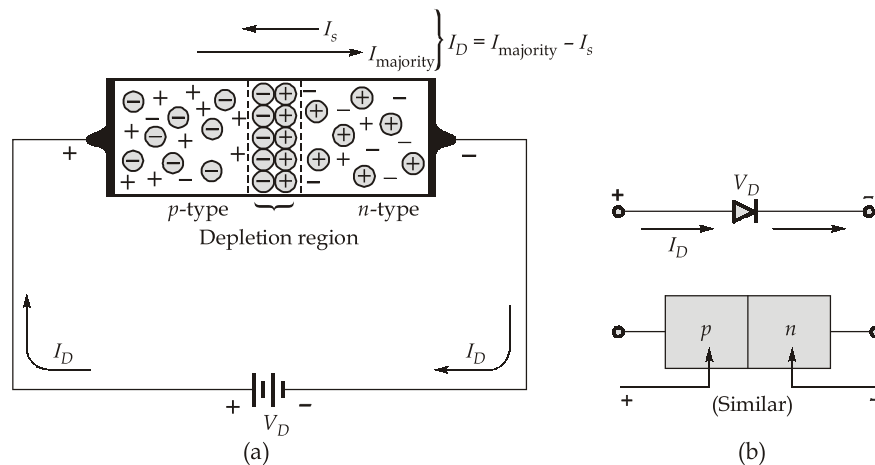 I_s
I_majority } I_D = I_majority – I_s
+ –
p-type n-type
Depletion region
I_D I_D
+ –
V_D
(a)
V_D
+ –
I_D
p n
+ –
(Similar)
(b)